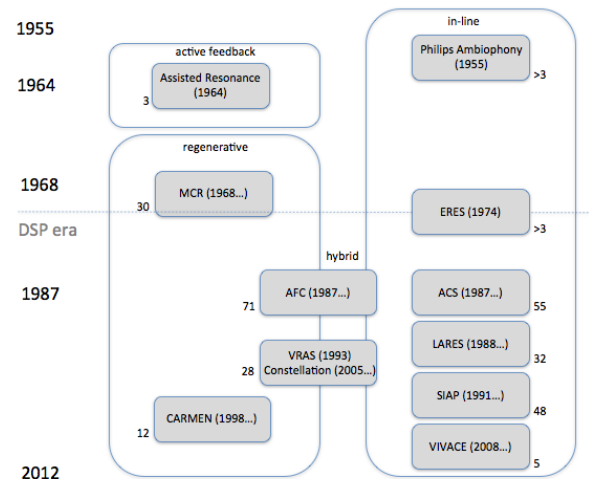 1955
in-line
active feedback
Philips Ambiophony
(1955)
>3
1964
Assisted Resonance
(1964)
3
regenerative
1968
MCR (1968...)
30
ERES (1974)
>3
DSP era
hybrid
1987
AFC (1987...)
71
ACS (1987...)
55
LARES (1988...)
32
VRAS (1993)
Constellation (2005...)
28
SIAP (1991...)
48
CARMEN (1998...)
12
VIVACE (2008...)
5
2012